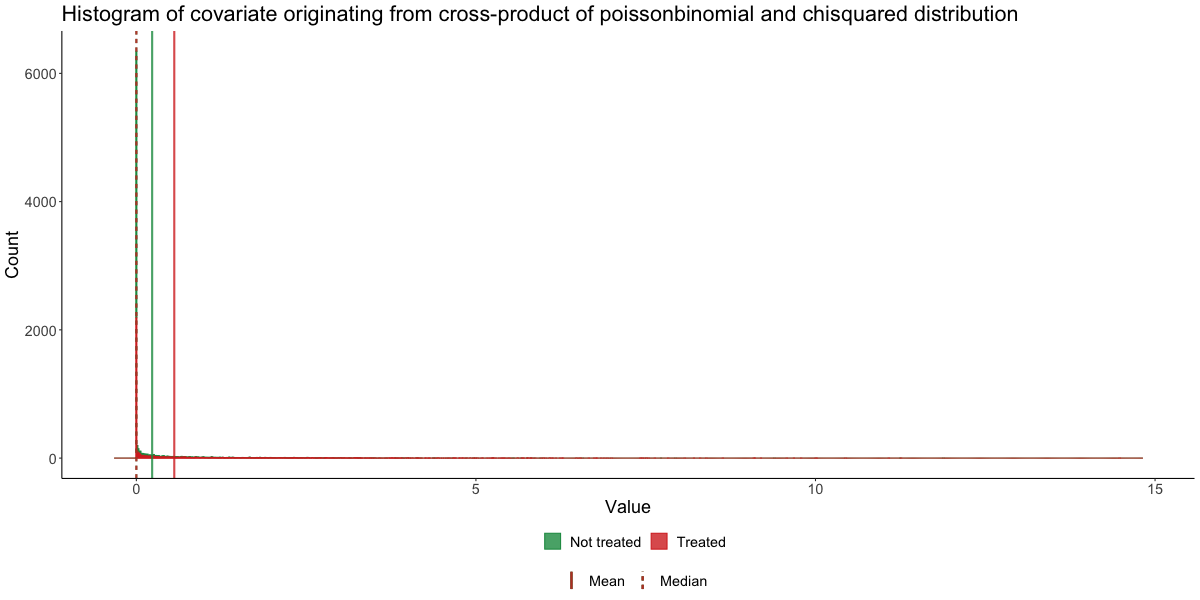 Histogram of covariate originating from cross-product of poissonbinomial and chisquared distribution
Count
6000
4000
2000
0
0 5 10 15
Value
Not treated Treated
Mean Median